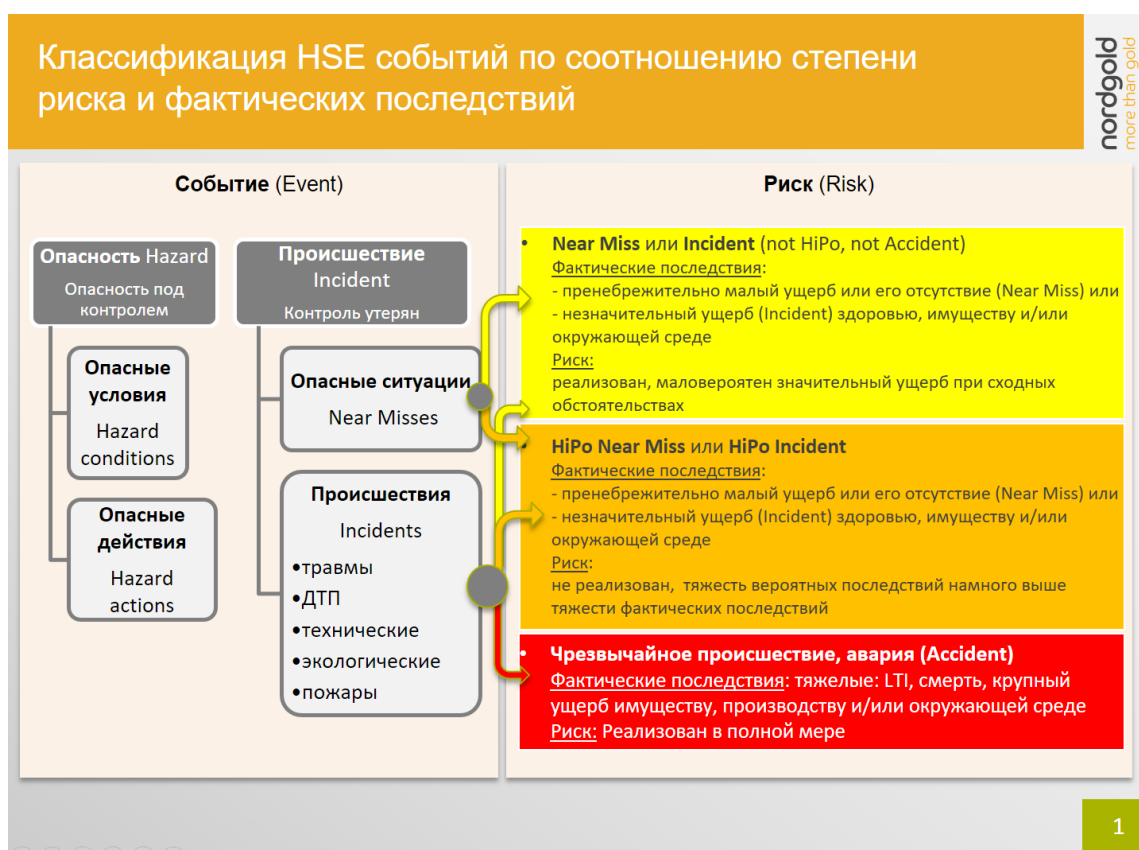 Классификация HSE событий по соотношению степени
риска и фактических последствий
nordgold
more than gold
Событие (Event)
Опасность Hazard
Опасность под
контролем
Опасные
условия
Hazard
conditions
Опасные
действия
Hazard
actions
Происшествие
Incident
Контроль утерян
Опасные ситуации
Near Misses
Происшествия
Incidents
•травмы
•ДТП
•технические
•экологические
•пожары
Риск (Risk)
• Near Miss или Incident (not HiPo, not Accident)
Фактические последствия:
- пренебрежительно малый ущерб или его отсутствие (Near Miss) или
- незначительный ущерб (Incident) здоровью, имуществу и/или
окружающей среде
Риск:
реализован, маловероятен значительный ущерб при сходных
обстоятельствах
• HiPo Near Miss или HiPo Incident
Фактические последствия:
- пренебрежительно малый ущерб или его отсутствие (Near Miss) или
- незначительный ущерб (Incident) здоровью, имуществу и/или
окружающей среде
Риск:
не реализован, тяжесть вероятных последствий намного выше
тяжести фактических последствий
• Чрезвычайное происшествие, авария (Accident)
Фактические последствия: тяжелые: LTI, смерть, крупный
ущерб имуществу, производству и/или окружающей среде
Риск: Реализован в полной мере
1